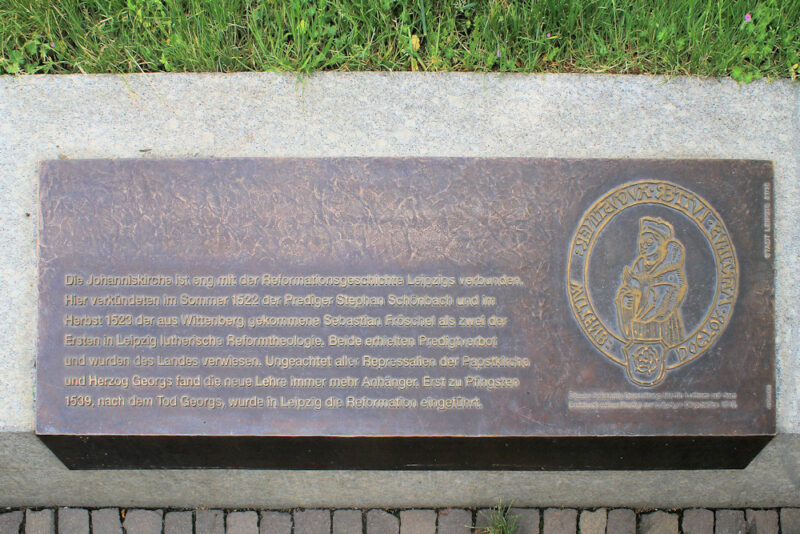 Die Johanniskirche ist eng mit der Reformationsgeschichte Leipzigs verbunden.
Hier verkündeten im Sommer 1522 der Prediger Stephan Schönbach und im
Herbst 1523 der aus Wittenberg gekommene Sebastian Fröschel als zwei der
Ersten in Leipzig lutherische Reformtheologie. Beide erhielten Predigtverbot
und wurden des Landes verwiesen. Ungeachtet aller Repressalien der Papstkirche
und Herzog Georgs fand die neue Lehre immer mehr Anhänger. Erst zu Pfingsten
1539, nach dem Tod Georgs, wurde in Leipzig die Reformation eingeführt.
STADT LEIPZIG